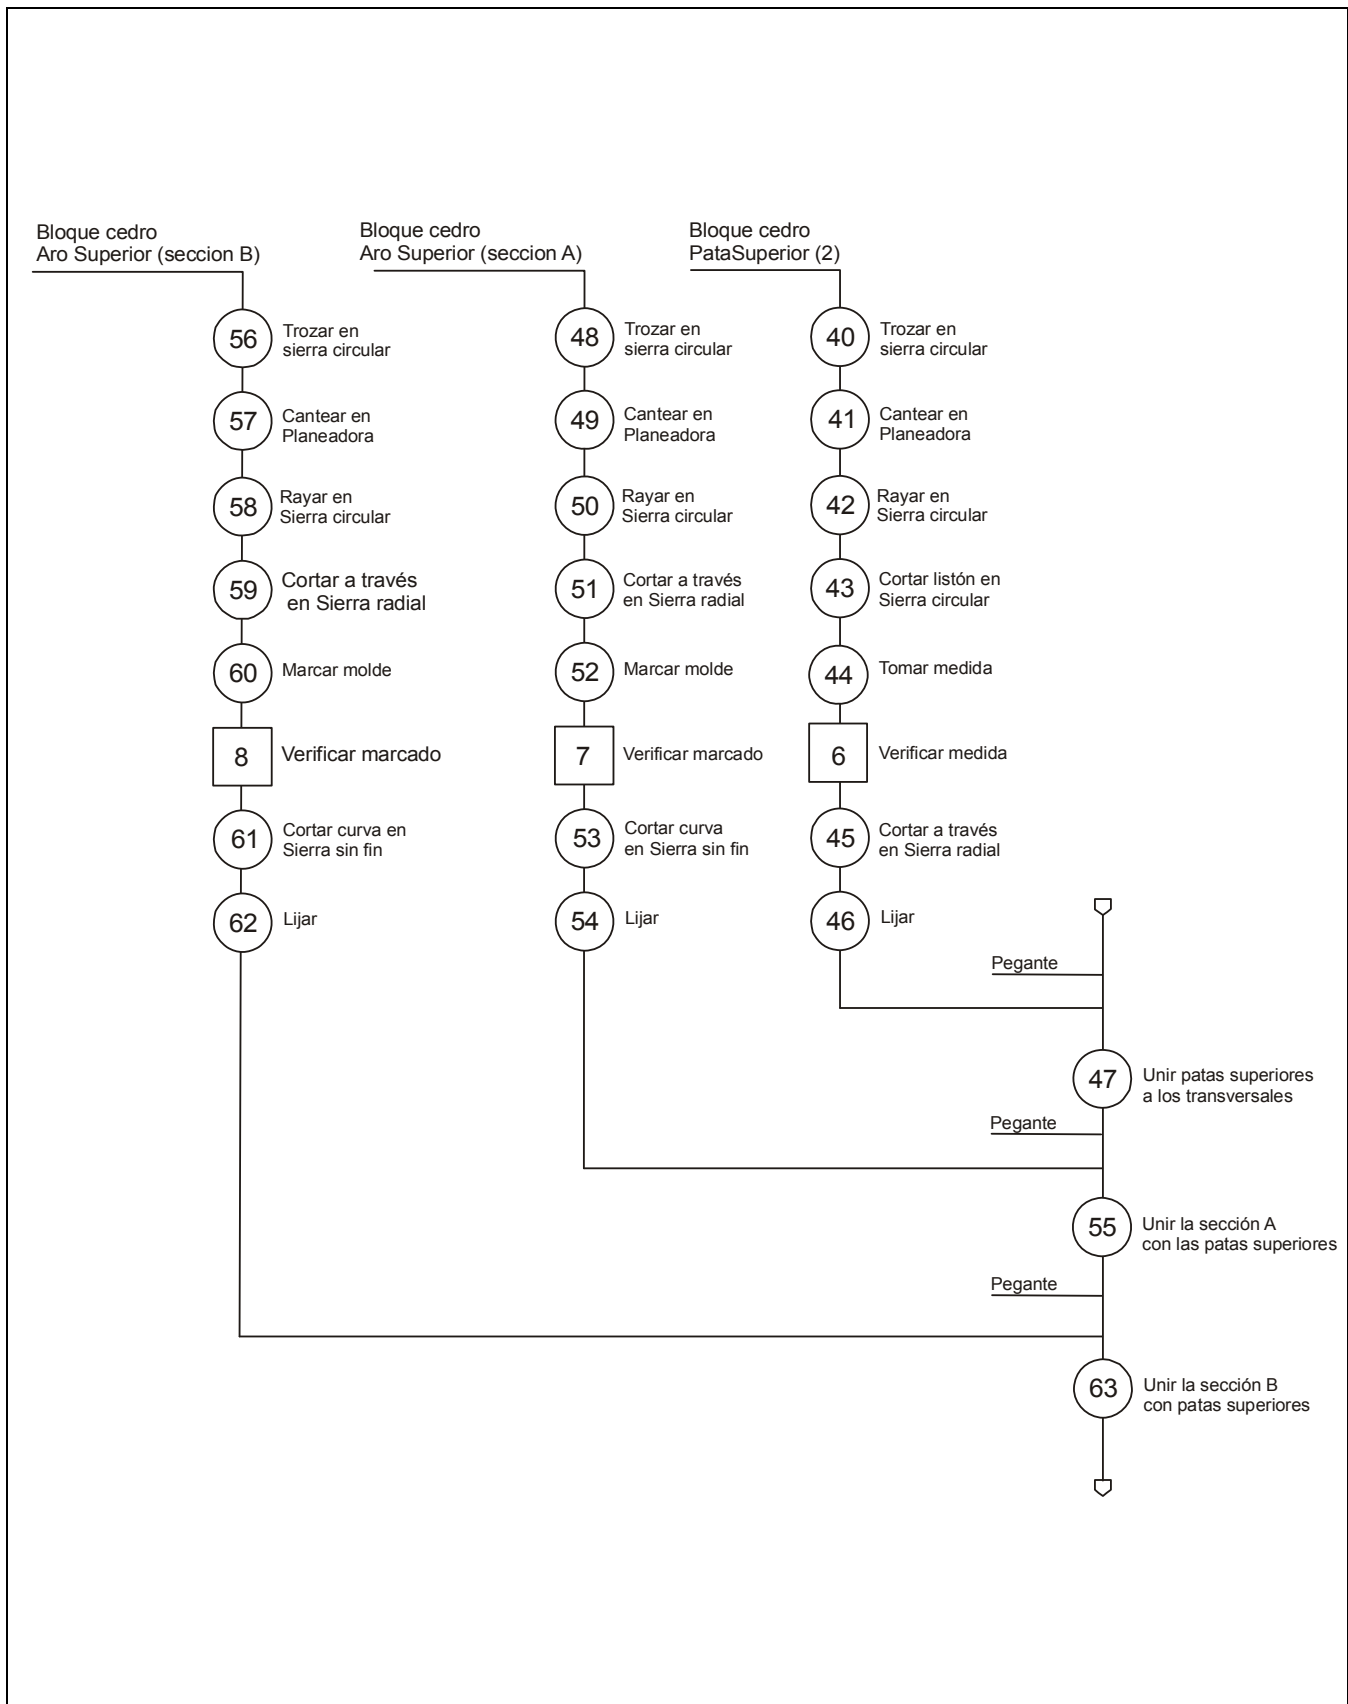 Bloque cedro
Aro Superior (seccion B)
56
Trozar en
sierra circular
57
Cantear en
Planeadora
58
Rayar en
Sierra circular
59
Cortar a través
en Sierra radial
60
Marcar molde
8
Verificar marcado
61
Cortar curva en
Sierra sin fin
62
Lijar
Bloque cedro
Aro Superior (seccion A)
48
Trozar en
sierra circular
49
Cantear en
Planeadora
50
Rayar en
Sierra circular
51
Cortar a través
en Sierra radial
52
Marcar molde
7
Verificar marcado
53
Cortar curva
en Sierra sin fin
54
Lijar
Bloque cedro
PataSuperior (2)
40
Trozar en
sierra circular
41
Cantear en
Planeadora
42
Rayar en
Sierra circular
43
Cortar listón en
Sierra circular
44
Tomar medida
6
Verificar medida
45
Cortar a través
en Sierra radial
46
Lijar
Pegante
47
Unir patas superiores
a los transversales
Pegante
55
Unir la sección A
con las patas superiores
Pegante
63
Unir la sección B
con patas superiores